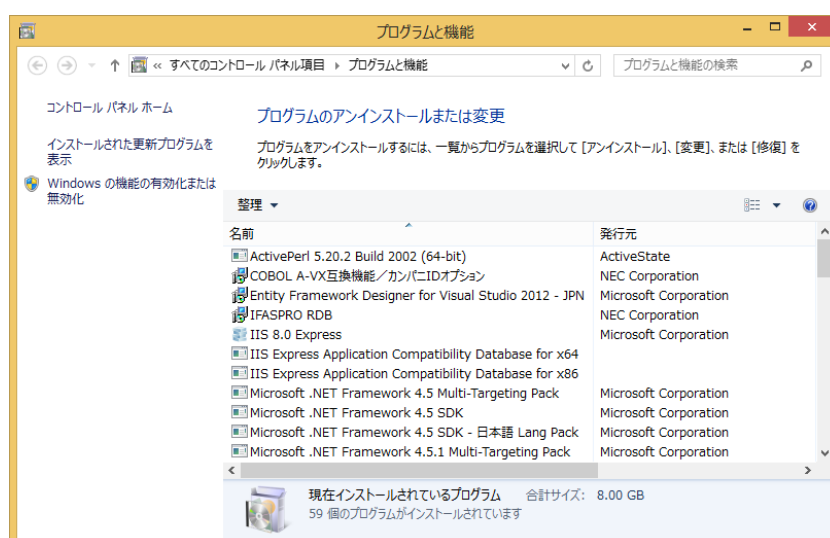 プログラムと機能
« すべてのコントロール パネル項目 ▸ プログラムと機能
プログラムと機能の検索
コントロール パネル ホーム
インストールされた更新プログラムを
表示
Windows の機能の有効化または
無効化
プログラムのアンインストールまたは変更
プログラムをアンインストールするには、一覧からプログラムを選択して [アンインストール]、[変更]、または [修復] を
クリックします。
整理
名前 発行元
ActivePerl 5.20.2 Build 2002 (64-bit) ActiveState
COBOL A-VX互換機能／カンパニIDオプション NEC Corporation
Entity Framework Designer for Visual Studio 2012 - JPN Microsoft Corporation
IFASPRO RDB NEC Corporation
IIS 8.0 Express Microsoft Corporation
IIS Express Application Compatibility Database for x64
IIS Express Application Compatibility Database for x86
Microsoft .NET Framework 4.5 Multi-Targeting Pack Microsoft Corporation
Microsoft .NET Framework 4.5 SDK Microsoft Corporation
Microsoft .NET Framework 4.5 SDK - 日本語 Lang Pack Microsoft Corporation
Microsoft .NET Framework 4.5.1 Multi-Targeting Pack Microsoft Corporation
現在インストールされているプログラム 合計サイズ: 8.00 GB
59 個のプログラムがインストールされています